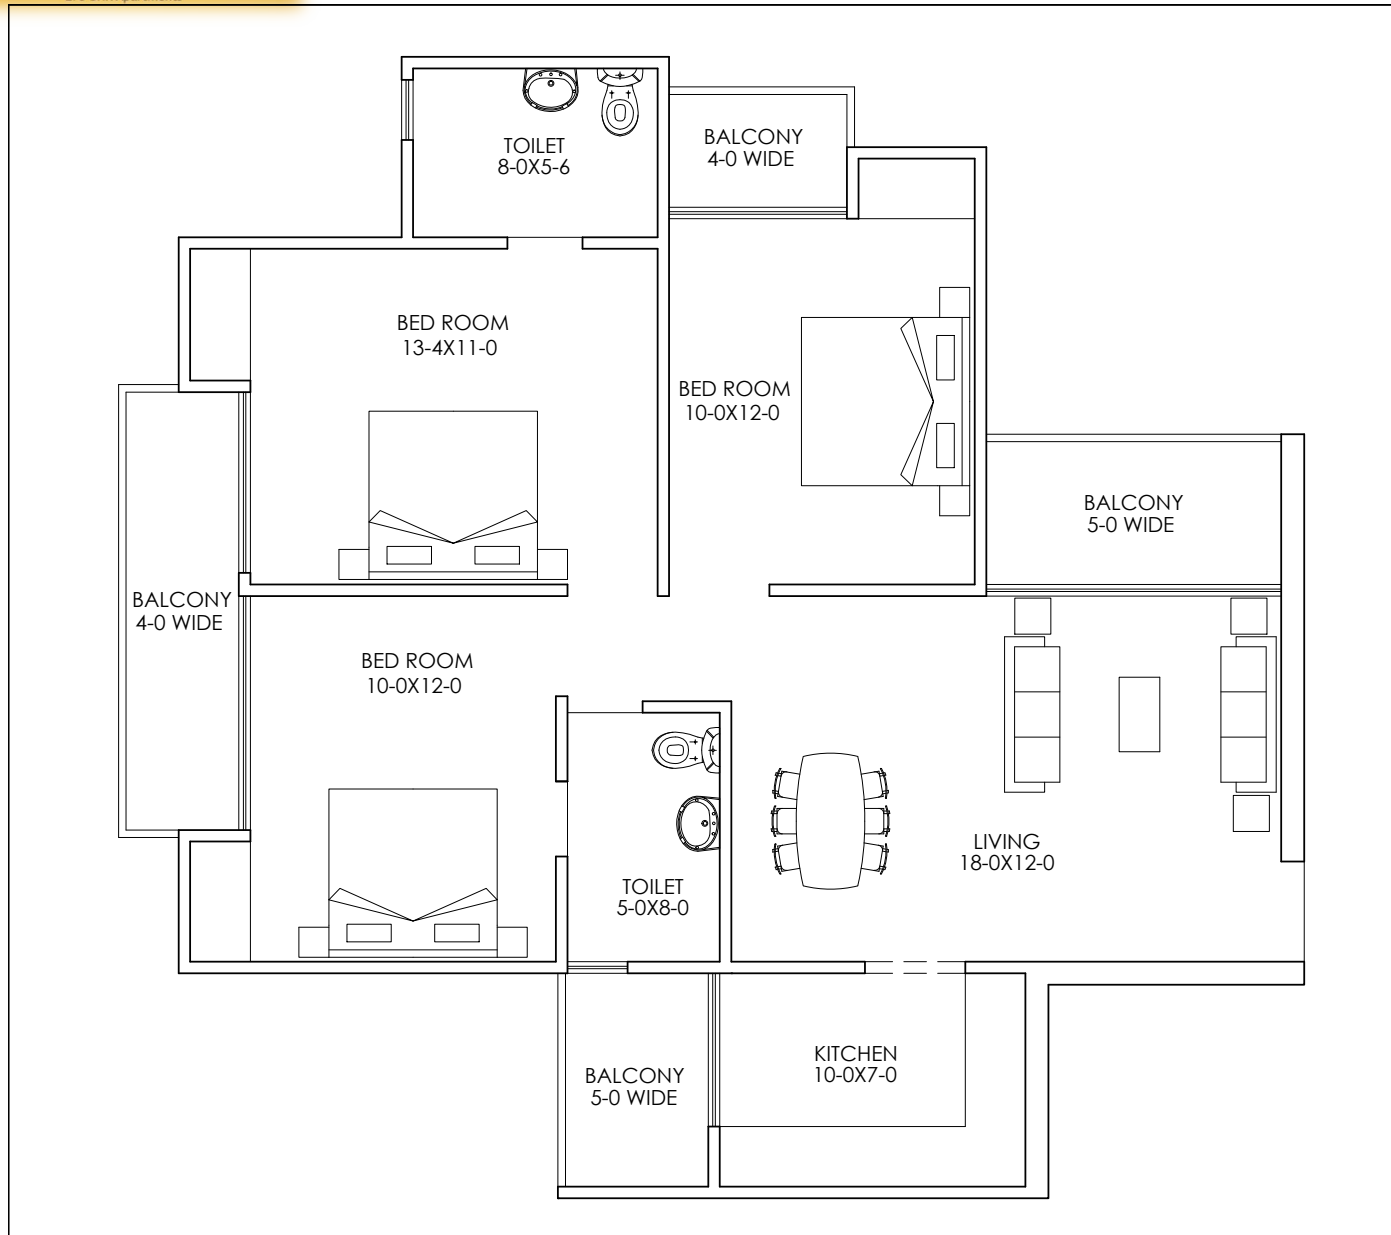 TOILET
8-0X5-6
BALCONY
4-0 WIDE
BED ROOM
13-4X11-0
BED ROOM
10-0X12-0
BALCONY
5-0 WIDE
BALCONY
4-0 WIDE
BED ROOM
10-0X12-0
LIVING
18-0X12-0
TOILET
5-0X8-0
KITCHEN
10-0X7-0
BALCONY
5-0 WIDE